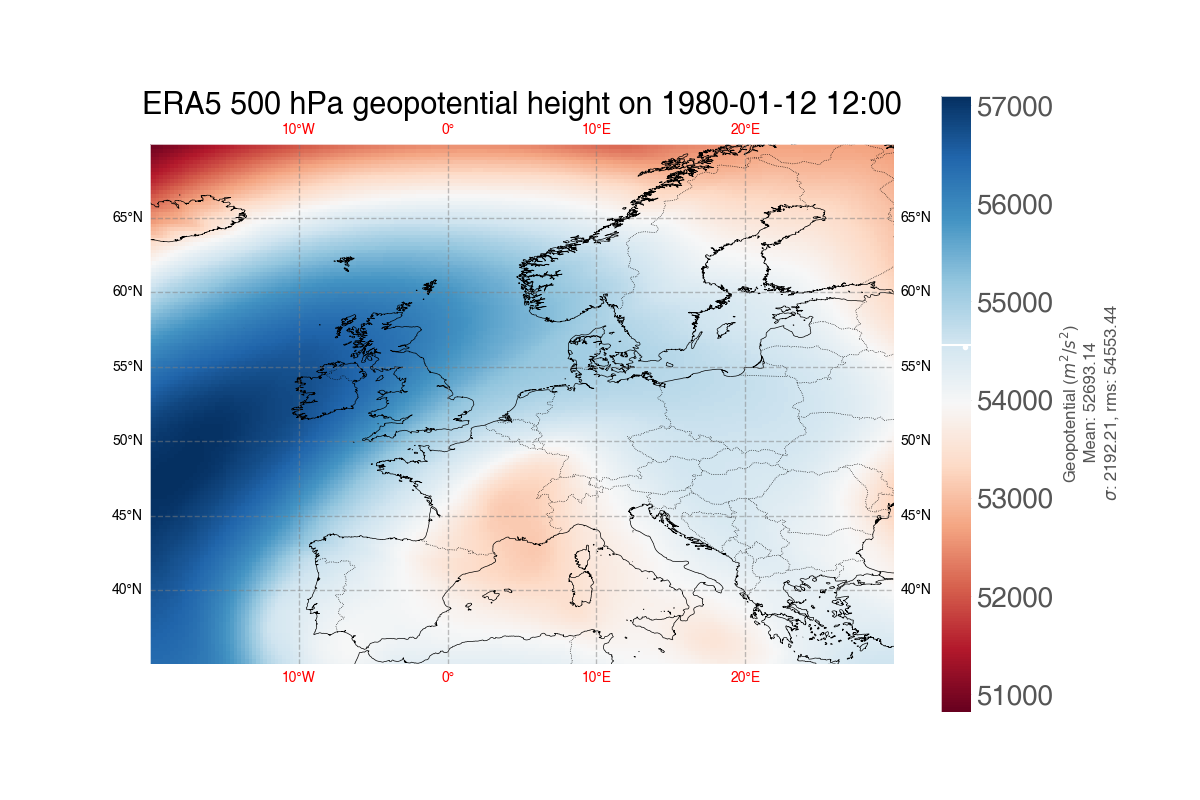 ERA5 500 hPa geopotential height on 1980-01-12 12:00
10°W 0° 10°E 20°E
65°N 65°N
60°N 60°N
55°N 55°N
50°N 50°N
45°N 45°N
40°N 40°N
10°W 0° 10°E 20°E
57000
56000
55000
54000
53000
52000
51000
Geopotential (m²/s²)
Mean: 52693.14
σ: 2192.21, rms: 54553.44